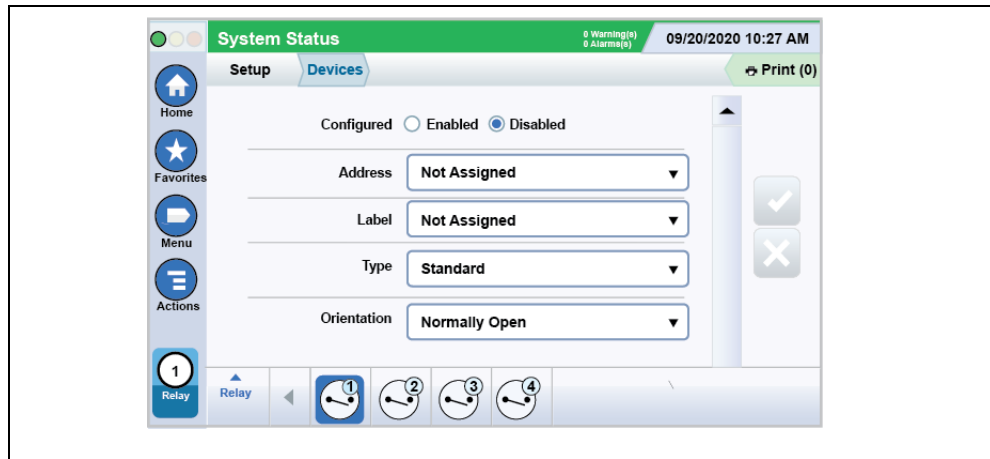 System Status
0 Warning(s)
0 Alarms(s)
09/20/2020 10:27 AM
Setup
Devices
Print (0)
Home
Favorites
Menu
Actions
Configured Enabled Disabled
Address Not Assigned
Label Not Assigned
Type Standard
Orientation Normally Open
1
Relay
Relay
1
2
3
4